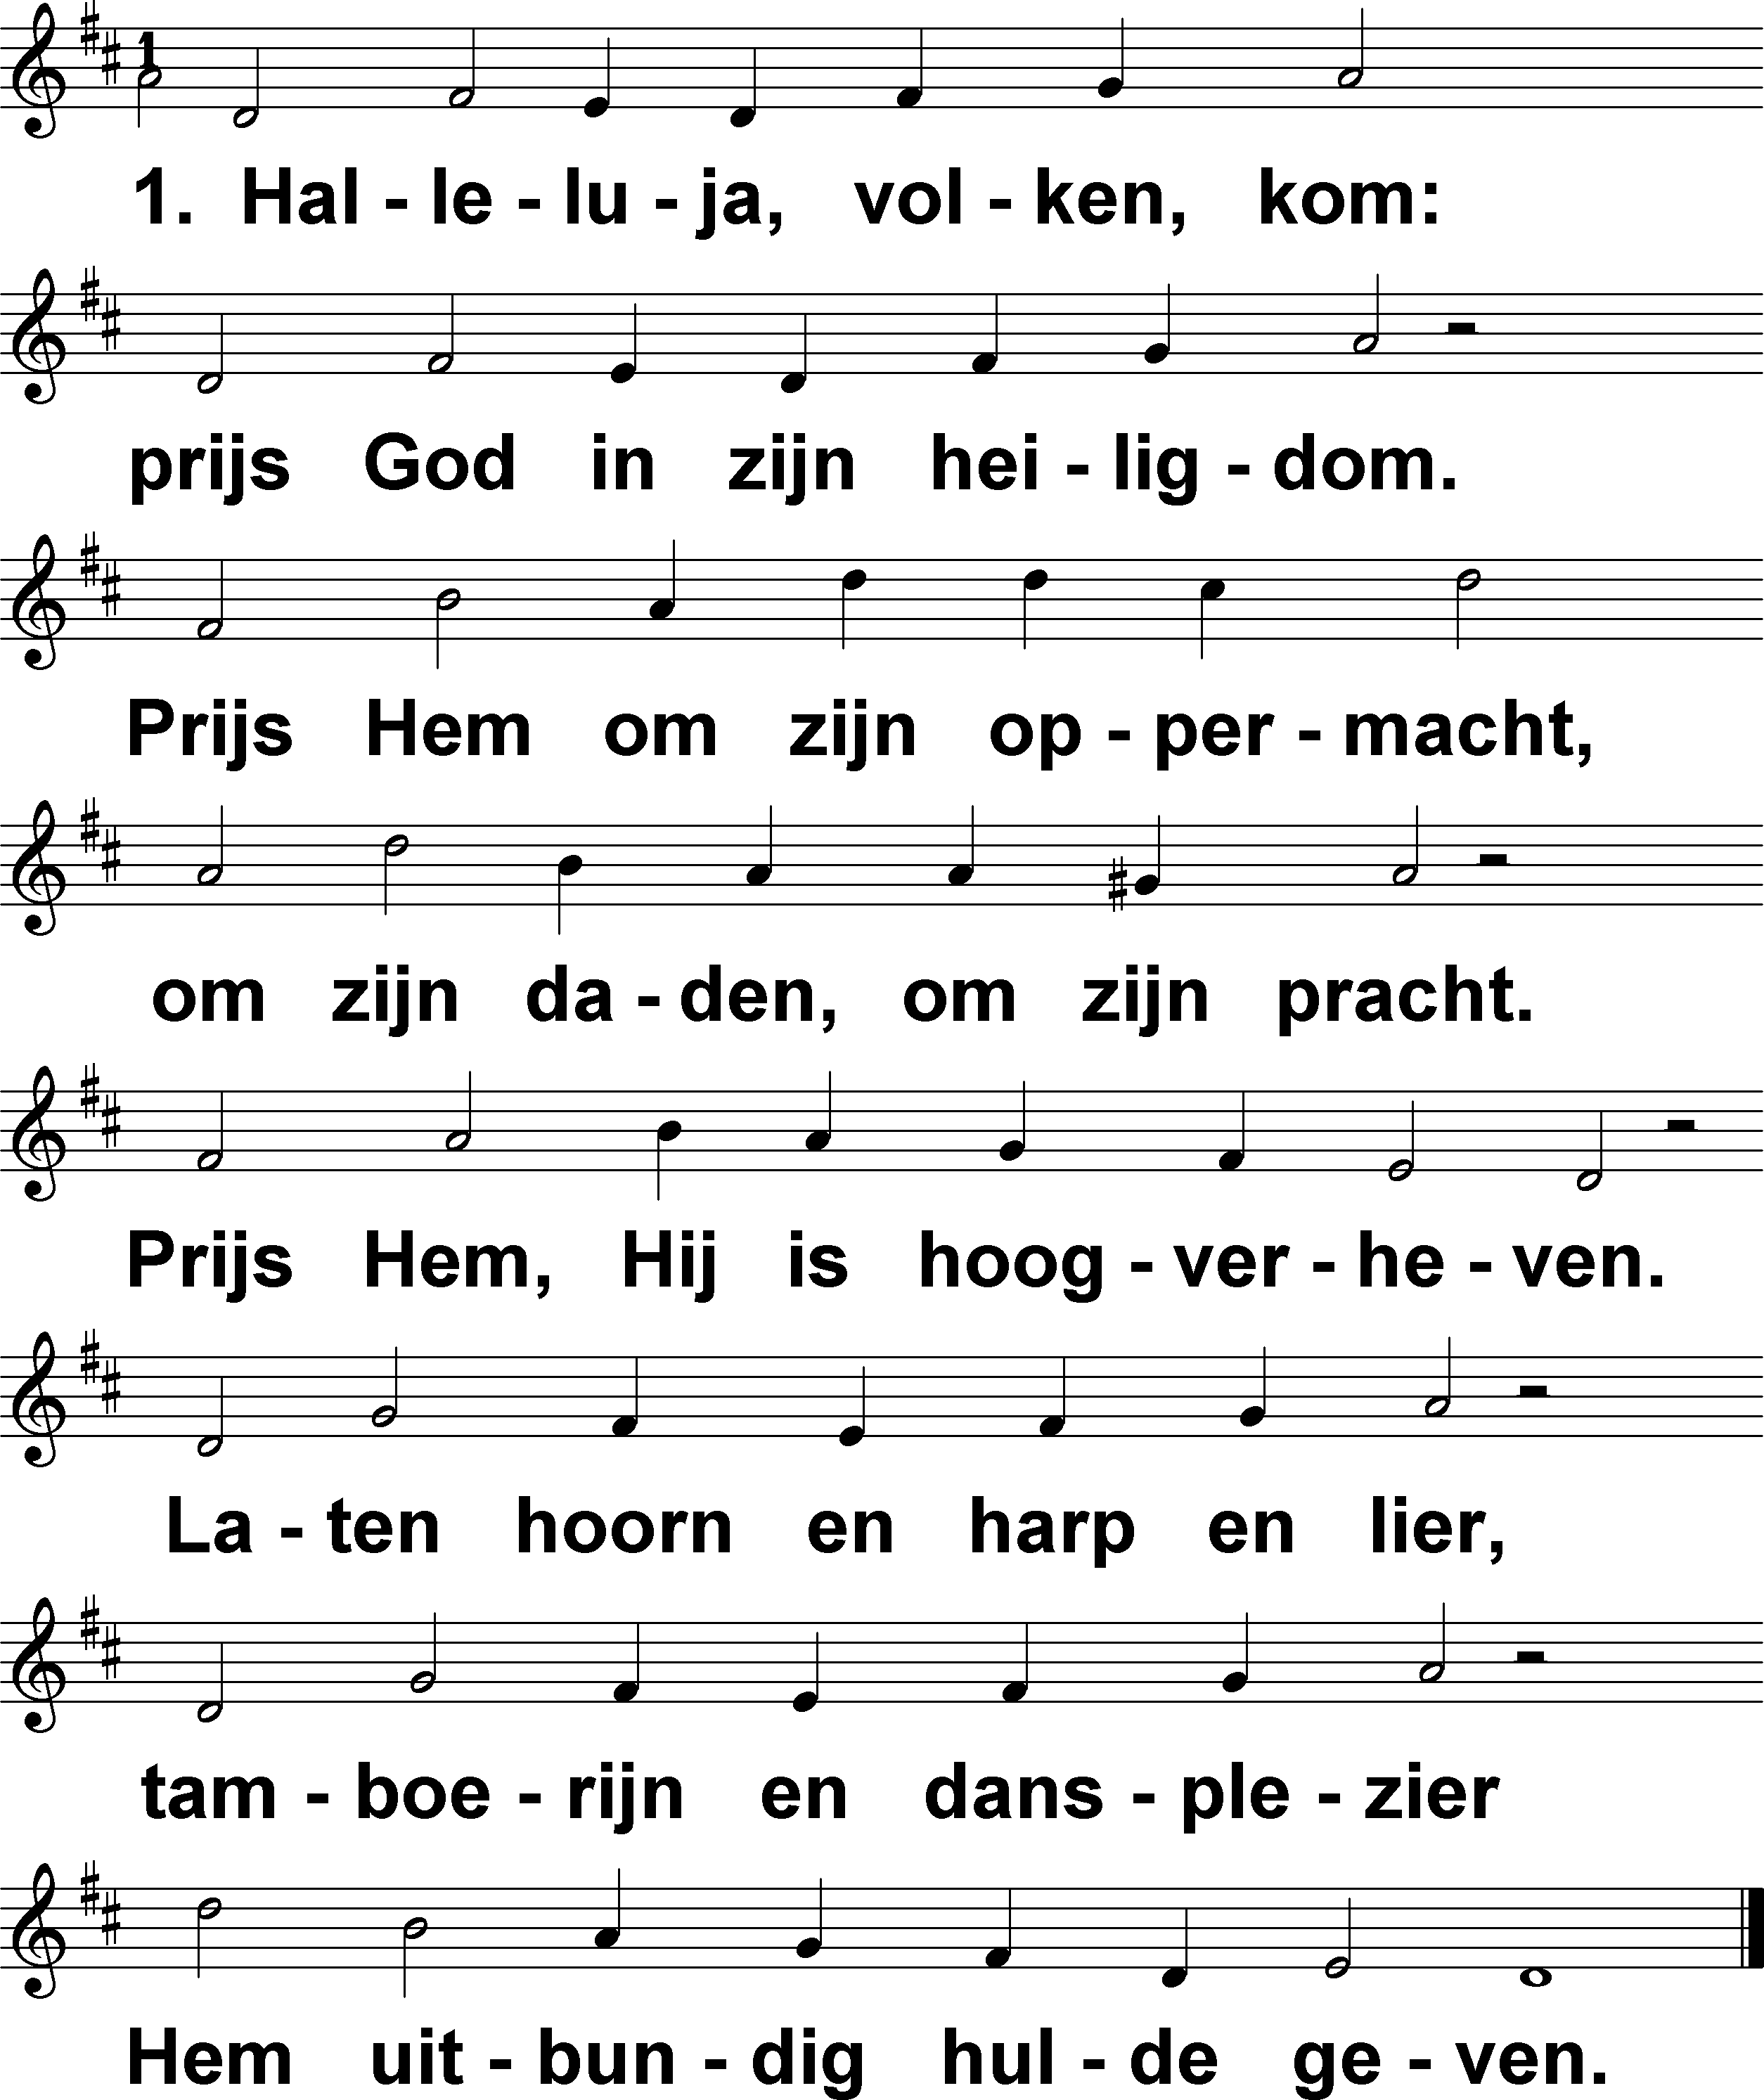 1
1. Hal - le - lu - ja, vol - ken, kom:
prijs God in zijn hei - lig - dom.
Prijs Hem om zijn op - per - macht,
om zijn da - den, om zijn pracht.
Prijs Hem, Hij is hoog - ver - he - ven.
La - ten hoorn en harp en lier,
tam - boe - rijn en dans - ple - zier
Hem uit - bun - dig hul - de ge - ven.